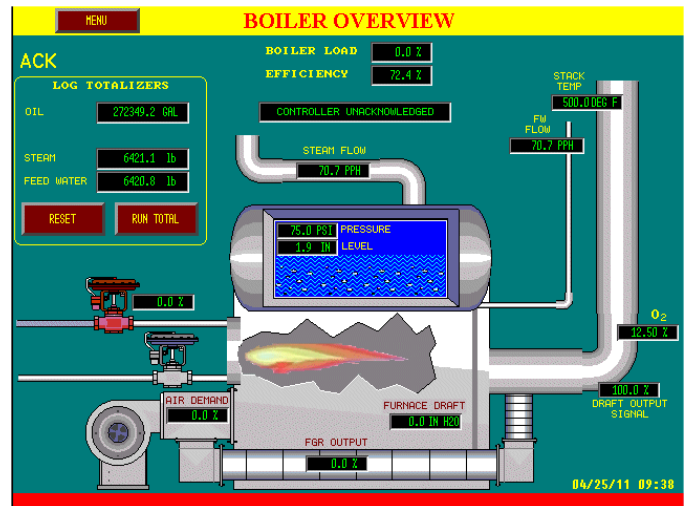 MENU
BOILER OVERVIEW
ACK
BOILER LOAD 0.0 %
EFFICIENCY 72.4 %
LOG TOTALIZERS
OIL 272349.2 GAL
STEAM 6421.1 lb
FEED WATER 6420.8 lb
RESET RUN TOTAL
CONTROLLER UNACKNOWLEDGED
STACK
TEMP
500.0 DEG F
FW
FLOW
70.7 PPH
STEAM FLOW
70.7 PPH
75.0 PSI PRESSURE
1.9 IN LEVEL
0.0 %
O2
12.50 %
AIR DEMAND
0.0 %
FURNACE DRAFT
0.0 IN H2O
100.0 %
DRAFT OUTPUT
SIGNAL
FGR OUTPUT
0.0 %
04/25/11 09:38